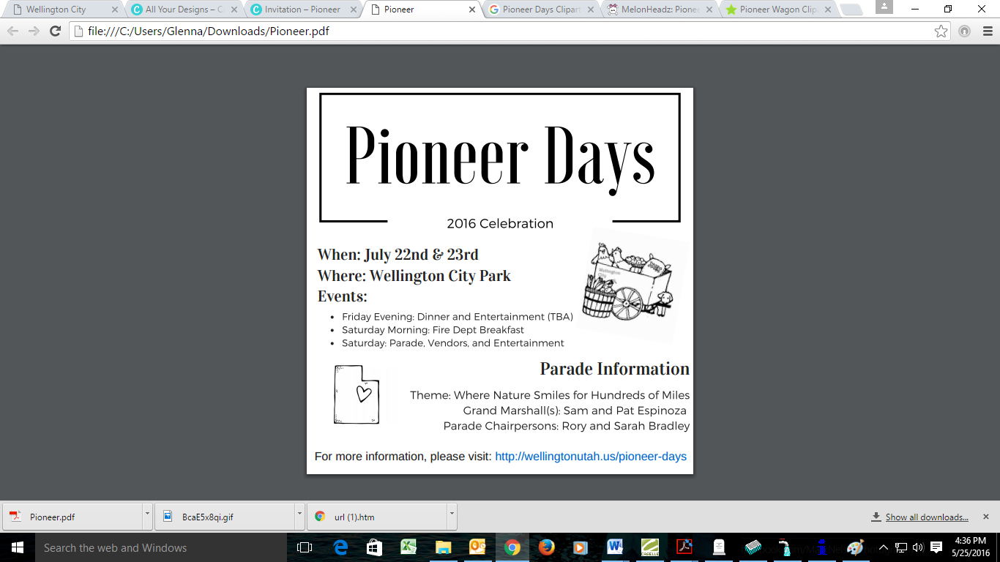 Wellington City
All Your Designs – C
Invitation – Pioneer
Pioneer
Pioneer Days Clipart
MelonHeadz: Pionee
Pioneer Wagon Clip
file:///C:/Users/Glenna/Downloads/Pioneer.pdf
Pioneer Days
2016 Celebration
When: July 22nd & 23rd
Where: Wellington City Park
Events:
• Friday Evening: Dinner and Entertainment (TBA)
• Saturday Morning: Fire Dept Breakfast
• Saturday: Parade, Vendors, and Entertainment
Wellington
City
Parade Information
Theme: Where Nature Smiles for Hundreds of Miles
Grand Marshall(s): Sam and Pat Espinoza
Parade Chairpersons: Rory and Sarah Bradley
For more information, please visit: http://wellingtonutah.us/pioneer-days
Pioneer.pdf
BcaE5x8qi.gif
url (1).htm
Show all downloads...
Search the web and Windows
4:36 PM
5/25/2016